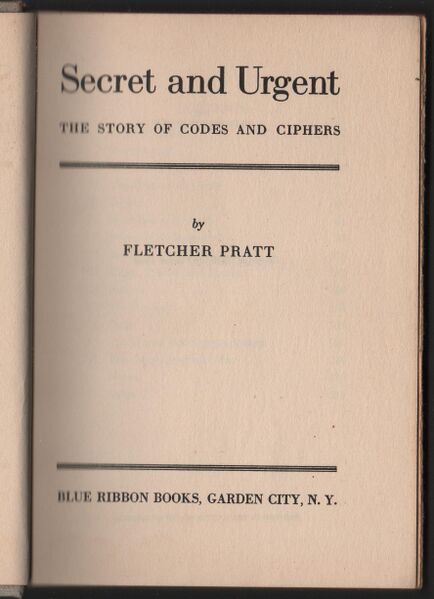 Secret and Urgent
THE STORY OF CODES AND CIPHERS
by
FLETCHER PRATT
BLUE RIBBON BOOKS, GARDEN CITY, N. Y.